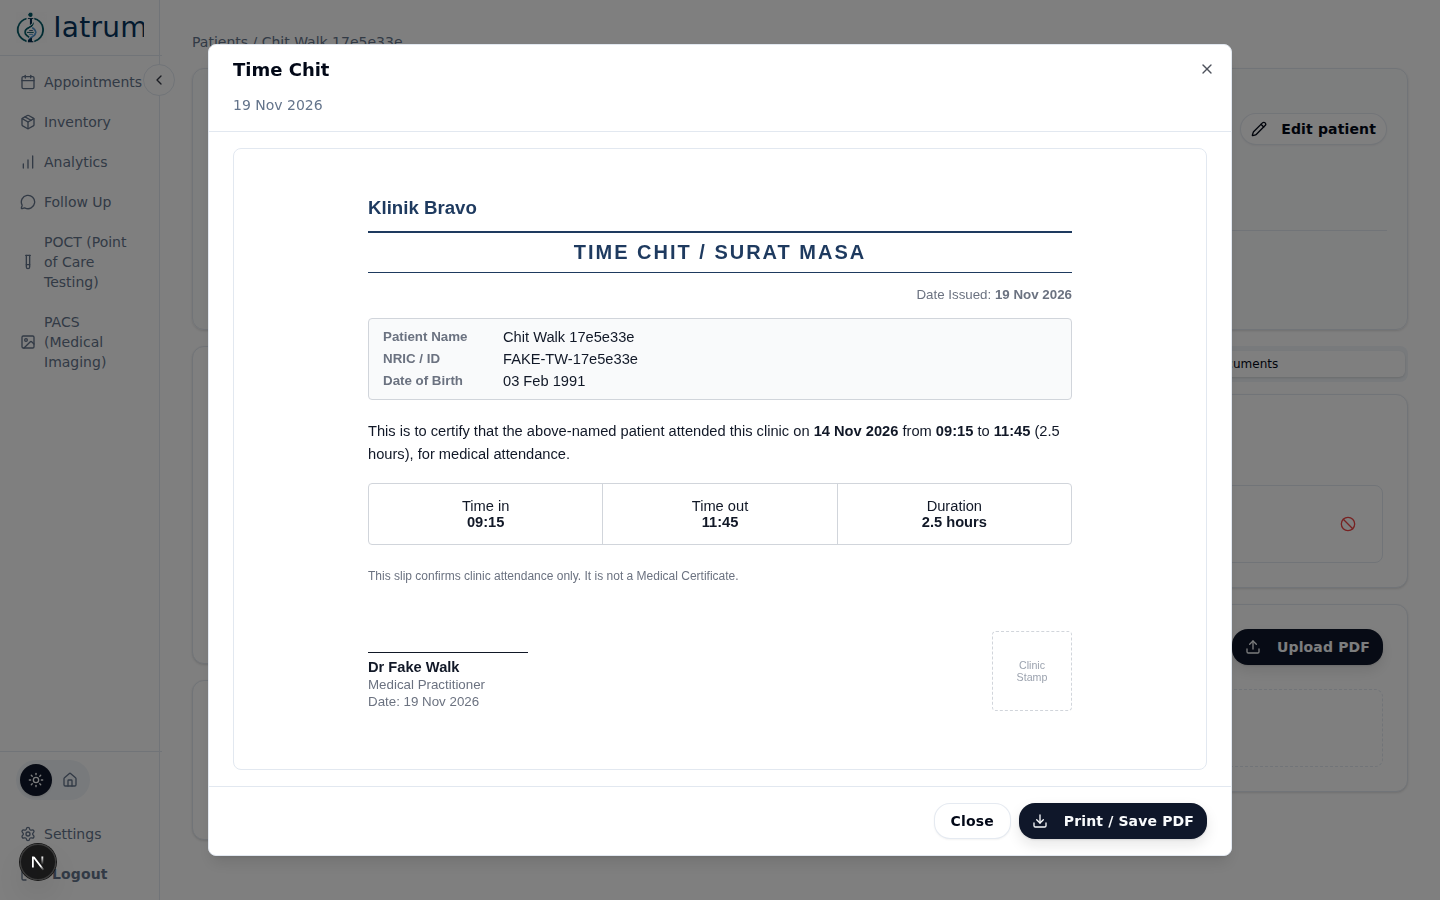 Iatrum
Appointments
Inventory
Analytics
Follow Up
POCT (Point
of Care
Testing)
PACS
(Medical
Imaging)
Settings
Logout
Patients / Chit Walk 17e5e33e
Edit patient
uments
Upload PDF
Time Chit
19 Nov 2026
Klinik Bravo
TIME CHIT / SURAT MASA
Date Issued: 19 Nov 2026
Patient Name Chit Walk 17e5e33e
NRIC / ID FAKE-TW-17e5e33e
Date of Birth 03 Feb 1991
This is to certify that the above-named patient attended this clinic on 14 Nov 2026 from 09:15 to 11:45 (2.5
hours), for medical attendance.
Time in Time out Duration
09:15 11:45 2.5 hours
This slip confirms clinic attendance only. It is not a Medical Certificate.
Dr Fake Walk
Medical Practitioner
Date: 19 Nov 2026
Clinic
Stamp
Close
Print / Save PDF